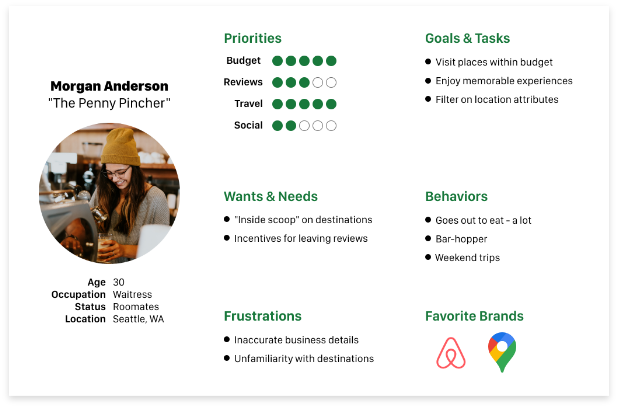 Morgan Anderson
"The Penny Pincher"
Age 30
Occupation Waitress
Status Roomates
Location Seattle, WA
Priorities
Budget
Reviews
Travel
Social
Goals & Tasks
Visit places within budget
Enjoy memorable experiences
Filter on location attributes
Wants & Needs
"Inside scoop" on destinations
Incentives for leaving reviews
Behaviors
Goes out to eat - a lot
Bar-hopper
Weekend trips
Frustrations
Inaccurate business details
Unfamiliarity with destinations
Favorite Brands